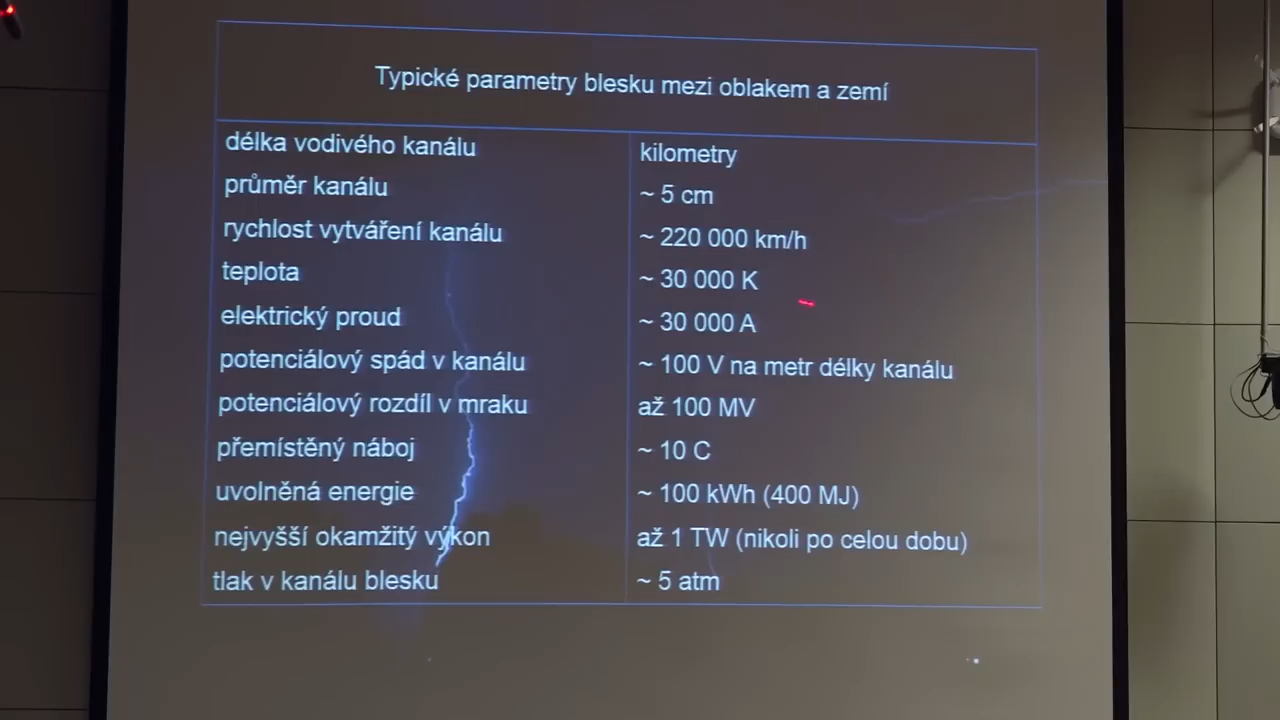 Typické parametry blesku mezi oblakem a zemí
délka vodivého kanálu kilometry
průměr kanálu ~ 5 cm
rychlost vytváření kanálu ~ 220 000 km/h
teplota ~ 30 000 K
elektrický proud ~ 30 000 A
potenciálový spád v kanálu ~ 100 V na metr délky kanálu
potenciálový rozdíl v mraku až 100 MV
přemístěný náboj ~ 10 C
uvolněná energie ~ 100 kWh (400 MJ)
nejvyšší okamžitý výkon až 1 TW (nikoli po celou dobu)
tlak v kanálu blesku ~ 5 atm